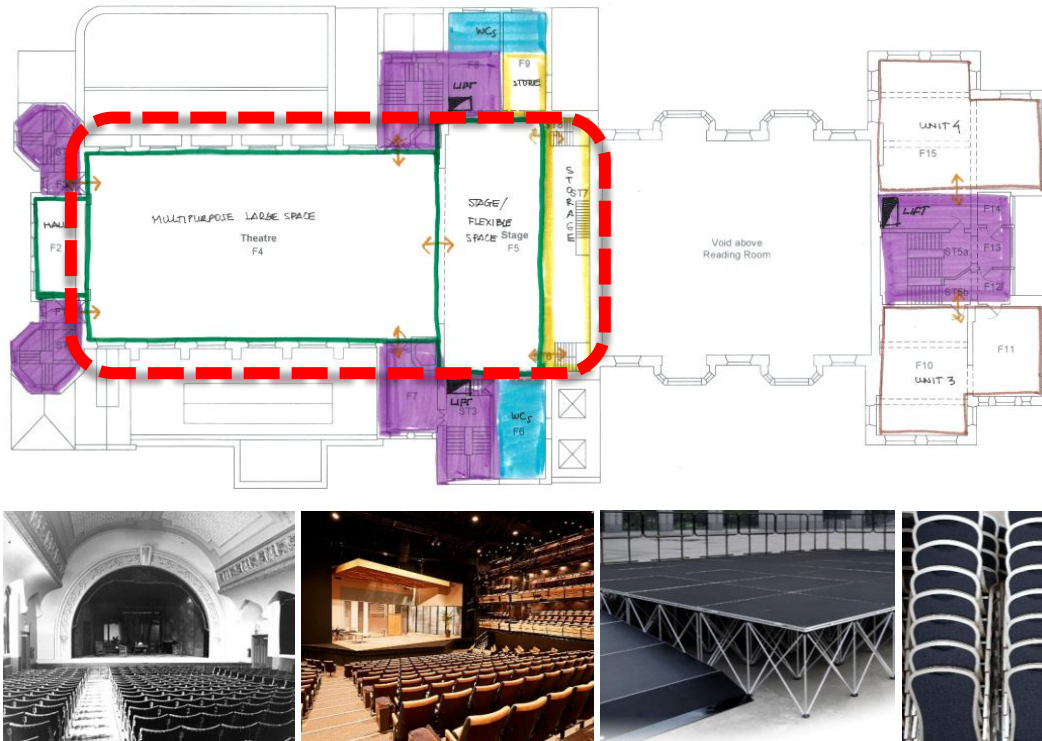 WCs
F8
F9
LIFT
STORE
UNIT 4
F15
HALL
F2
MULTIPURPOSE LARGE SPACE
Theatre
F4
STAGE/
FLEXIBLE
SPACE
Stage
F5
STORAGE
ST7
Void above
Reading Room
LIFT
F14
ST5a
F13
ST5b
F12
F10
UNIT 3
F11
F7
LIFT
ST3
WCs
F6